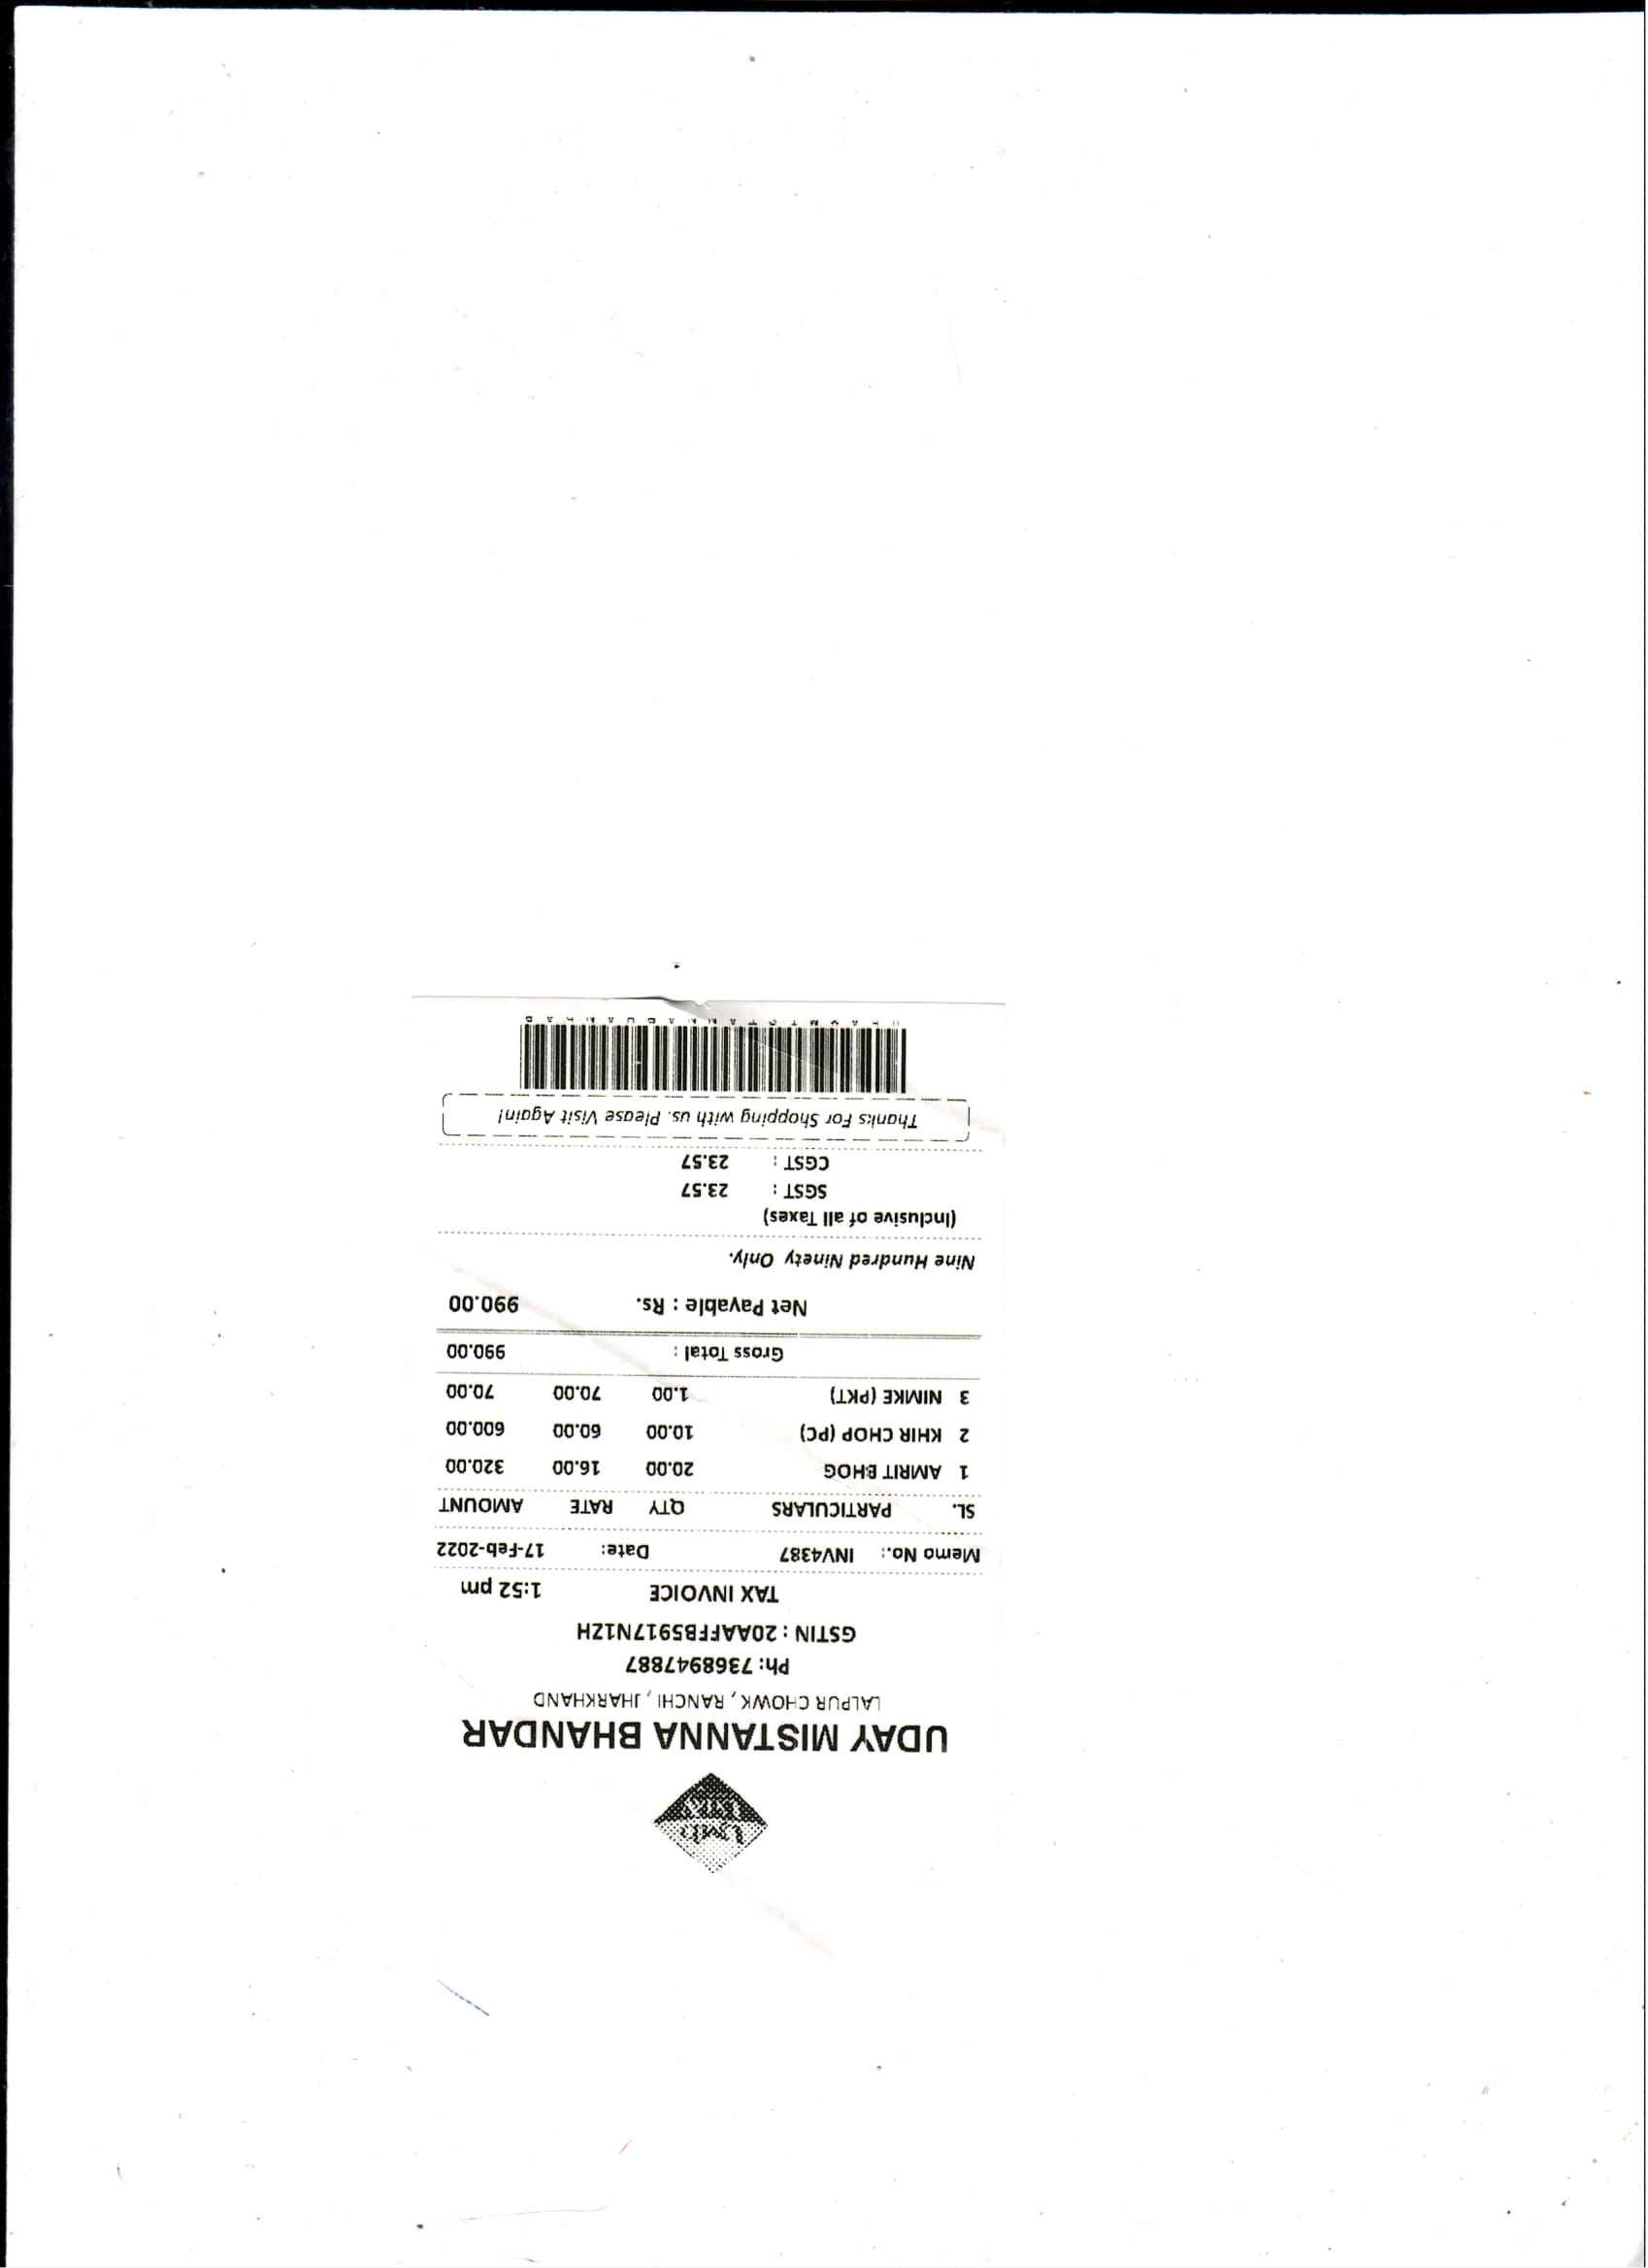 UDAY MISTANNA BHANDAR
LALPUR CHOWK , RANCHI , JHARKHAND
Ph: 7368947887
GSTIN : 20AAFFB5917N1ZH
TAX INVOICE 1:52 pm
Memo No.: INV4387 Date: 17-Feb-2022
SL. PARTICULARS QTY RATE AMOUNT
1 AMRIT BHOG 20.00 16.00 320.00
2 KHIR CHOP (PC) 10.00 60.00 600.00
3 NIMKE (PKT) 1.00 70.00 70.00
Gross Total : 990.00
Net Payable : Rs. 990.00
Nine Hundred Ninety Only.
(Inclusive of all Taxes)
SGST : 23.57
CGST : 23.57
Thanks For Shopping with us. Please Visit Again!